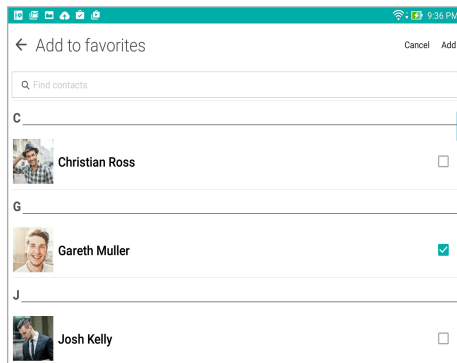 9:36 PM
Add to favorites
Cancel Add
Find contacts
C
Christian Ross
G
Gareth Muller
J
Josh Kelly